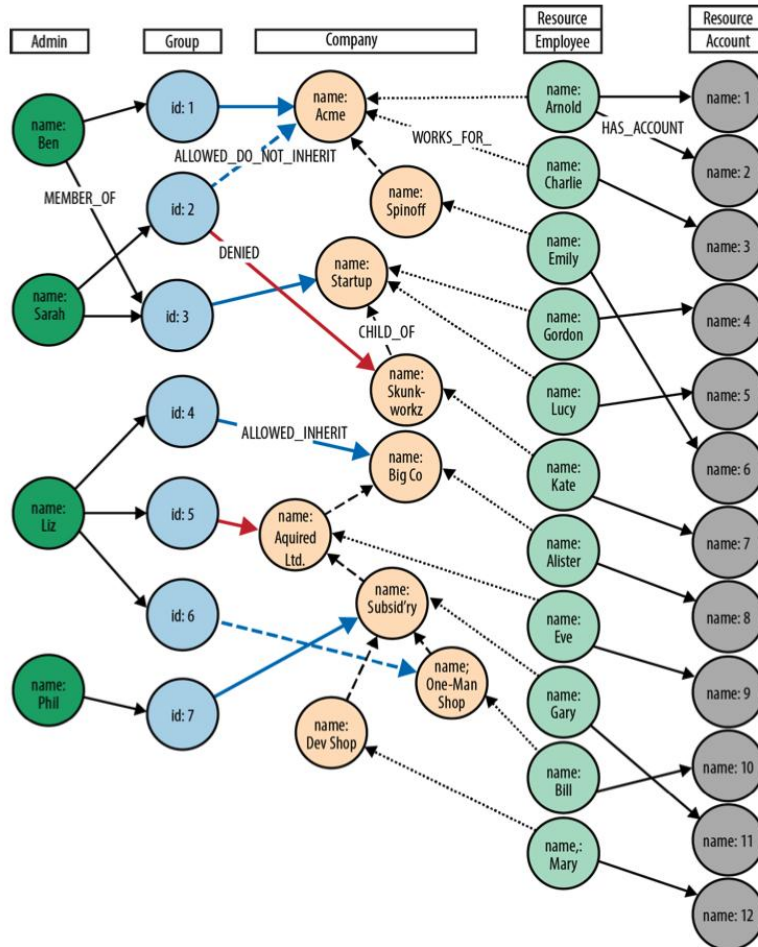 Admin
Group
Company
Resource
Employee
Resource
Account
name:
Ben
name:
Sarah
name:
Liz
name:
Phil
MEMBER_OF
id: 1
id: 2
id: 3
id: 4
id: 5
id: 6
id: 7
ALLOWED_DO_NOT_INHERIT
DENIED
ALLOWED_INHERIT
name:
Acme
name:
Spinoff
name:
Startup
CHILD_OF
name:
Skunk-
workz
name:
Big Co
name:
Aquired
Ltd.
name:
Subsid'ry
name;
One-Man
Shop
name:
Dev Shop
WORKS_FOR_
name:
Arnold
name:
Charlie
name:
Emily
name:
Gordon
name:
Lucy
name:
Kate
name:
Alister
name:
Eve
name:
Gary
name:
Bill
name,:
Mary
HAS_ACCOUNT
name: 1
name: 2
name: 3
name: 4
name: 5
name: 6
name: 7
name: 8
name: 9
name: 10
name: 11
name: 12